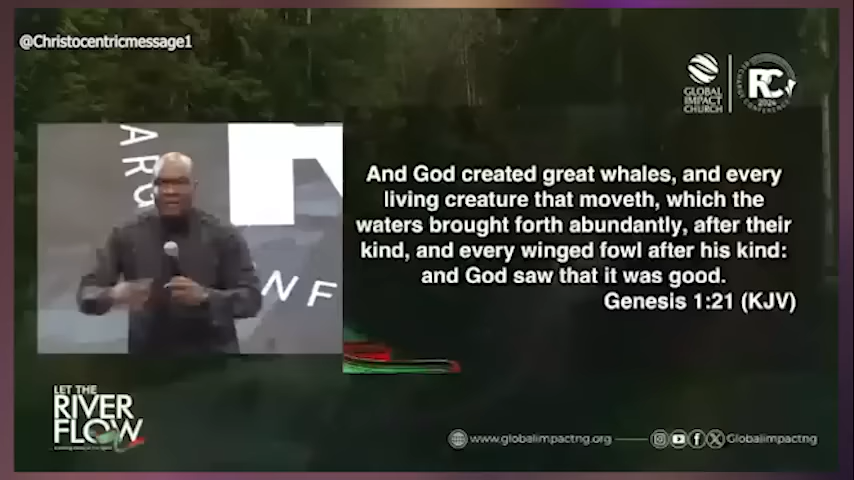 @Christocentricmessage1
GLOBAL
IMPACT
CHURCH
RC
2024
And God created great whales, and every
living creature that moveth, which the
waters brought forth abundantly, after their
kind, and every winged fowl after his kind:
and God saw that it was good.
Genesis 1:21 (KJV)
LET THE
RIVER
FLOW
www.globalimpactng.org
Globalimpactng